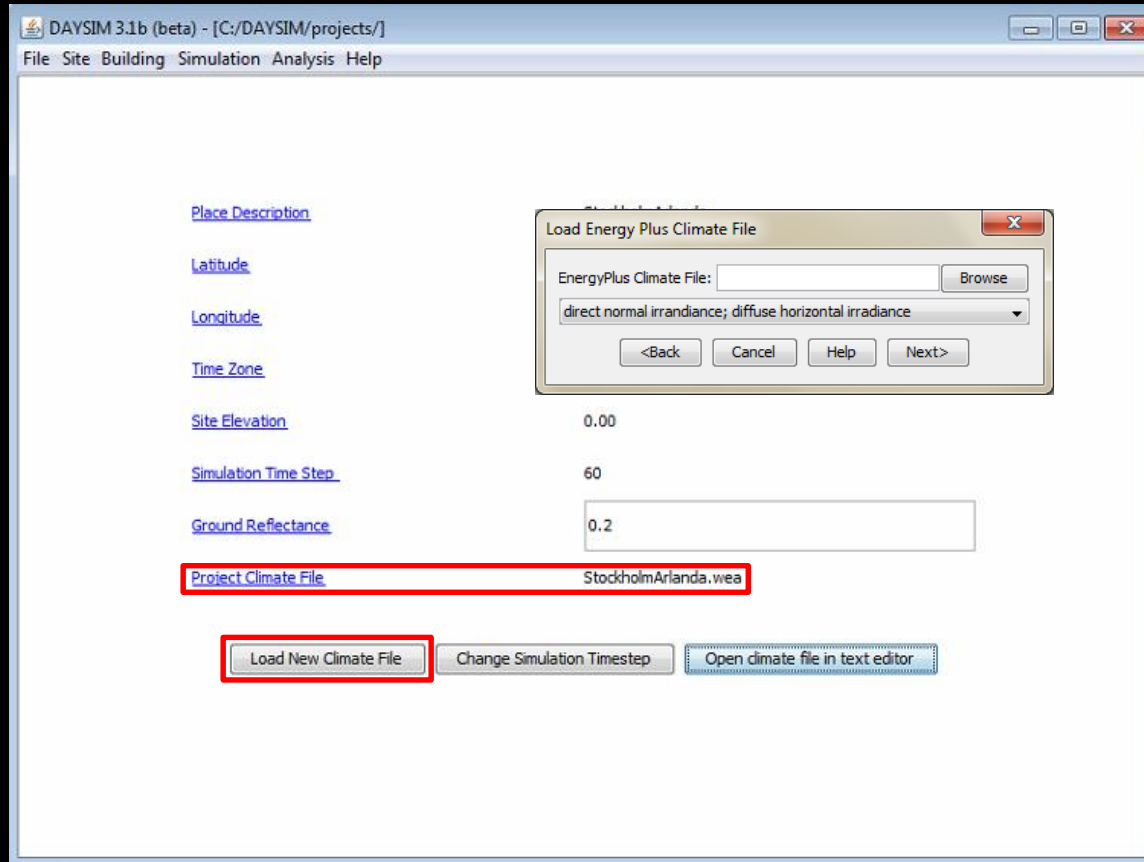 DAYSIM 3.1b (beta) - [C:/DAYSIM/projects/]
File Site Building Simulation Analysis Help
Place Description
Load Energy Plus Climate File
Latitude
EnergyPlus Climate File: Browse
Longitude
direct normal irrandiance; diffuse horizontal irradiance
<Back Cancel Help Next>
Time Zone
Site Elevation 0.00
Simulation Time Step 60
Ground Reflectance 0.2
Project Climate File StockholmArlanda.wea
Load New Climate File Change Simulation Timestep Open climate file in text editor